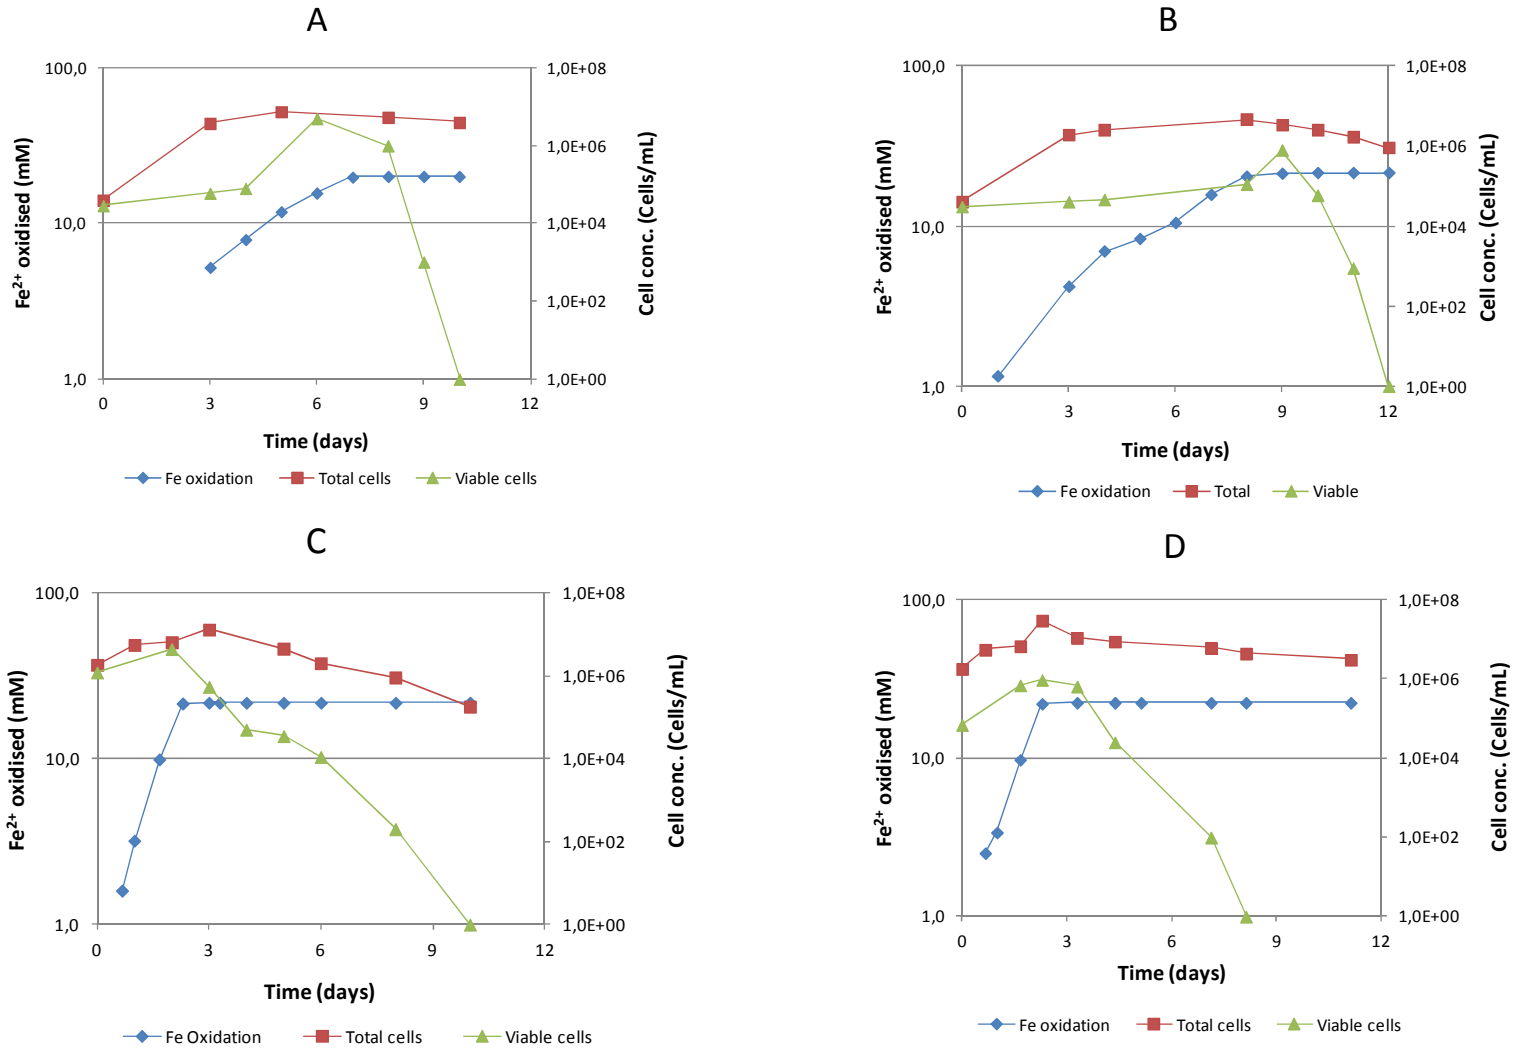 A
100,0
10,0
1,0
Fe2+ oxidised (mM)
1,0E+08
1,0E+06
1,0E+04
1,0E+02
1,0E+00
Cell conc. (Cells/mL)
0 3 6 9 12
Time (days)
Fe oxidation Total cells Viable cells
B
100,0
10,0
1,0
Fe2+ oxidised (mM)
1,0E+08
1,0E+06
1,0E+04
1,0E+02
1,0E+00
Cell conc. (Cells/mL)
0 3 6 9 12
Time (days)
Fe oxidation Total Viable
C
100,0
10,0
1,0
Fe2+ oxidised (mM)
1,0E+08
1,0E+06
1,0E+04
1,0E+02
1,0E+00
Cell conc. (Cells/mL)
0 3 6 9 12
Time (days)
Fe Oxidation Total cells Viable cells
D
100,0
10,0
1,0
Fe2+ oxidised (mM)
1,0E+08
1,0E+06
1,0E+04
1,0E+02
1,0E+00
Cell conc. (Cells/mL)
0 3 6 9 12
Time (days)
Fe oxidation Total cells Viable cells